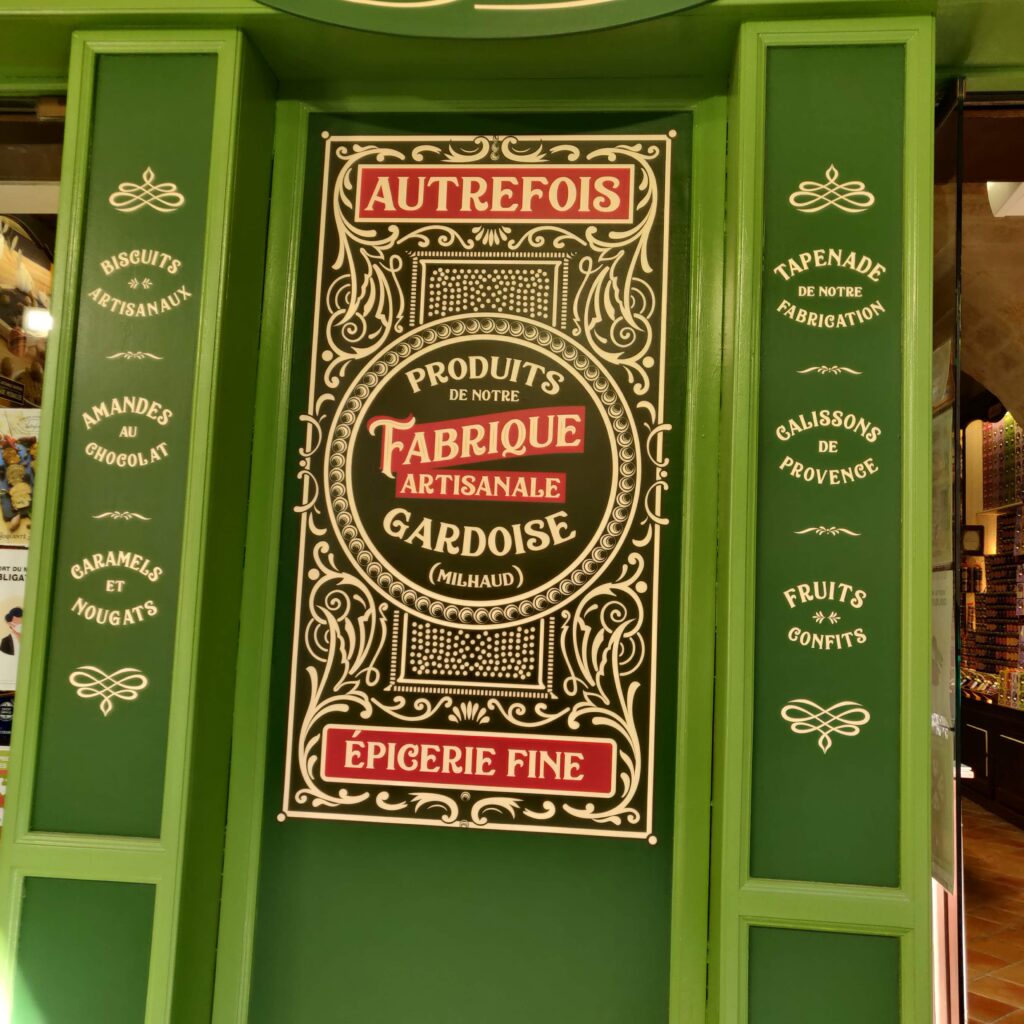 BISCUITS
ARTISANAUX
AMANDES
AU
CHOCOLAT
CARAMELS
ET
NOUGATS
AUTREFOIS
PRODUITS
DE NOTRE
FABRIQUE
ARTISANALE
GARDOISE
(MILHAUD)
ÉPICERIE FINE
TAPENADE
DE NOTRE
FABRICATION
CALISSONS
DE
PROVENCE
FRUITS
CONFITS